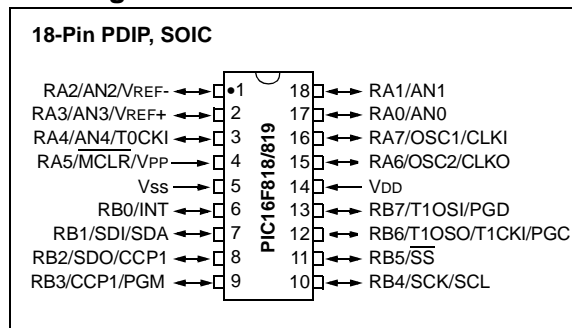 18-Pin PDIP, SOIC
RA2/AN2/VREF- 1 18 RA1/AN1
RA3/AN3/VREF+ 2 17 RA0/AN0
RA4/AN4/T0CKI 3 16 RA7/OSC1/CLKI
RA5/MCLR/VPP 4 15 RA6/OSC2/CLKO
VSS 5 14 VDD
RB0/INT 6 13 RB7/T1OSI/PGD
RB1/SDI/SDA 7 12 RB6/T1OSO/T1CKI/PGC
RB2/SDO/CCP1 8 11 RB5/SS
RB3/CCP1/PGM 9 10 RB4/SCK/SCL
PIC16F818/819